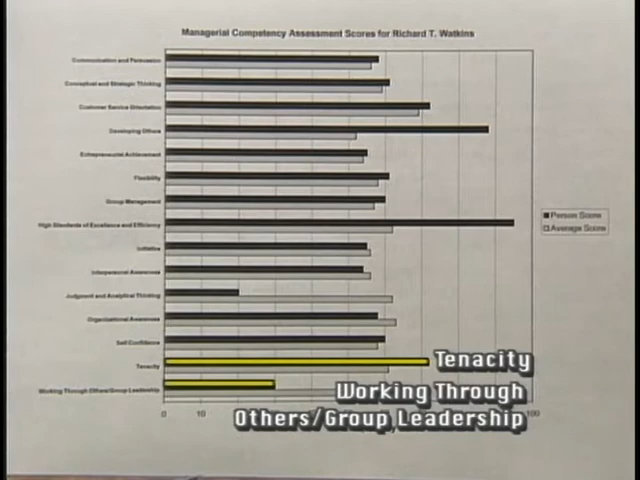 Managerial Competency Assessment Scores for Richard T. Watkins
Communication and Persuasion
Conceptual and Strategic Thinking
Customer Service Orientation
Developing Others
Entrepreneurial Achievement
Flexibility
Group Management
High Standards of Excellence and Efficiency
Initiative
Interpersonal Awareness
Judgment and Analytical Thinking
Organizational Awareness
Self Confidence
Tenacity
Working Through Others/Group Leadership
Person Score
Average Score
0 10 100
Tenacity
Working Through
Others/Group Leadership